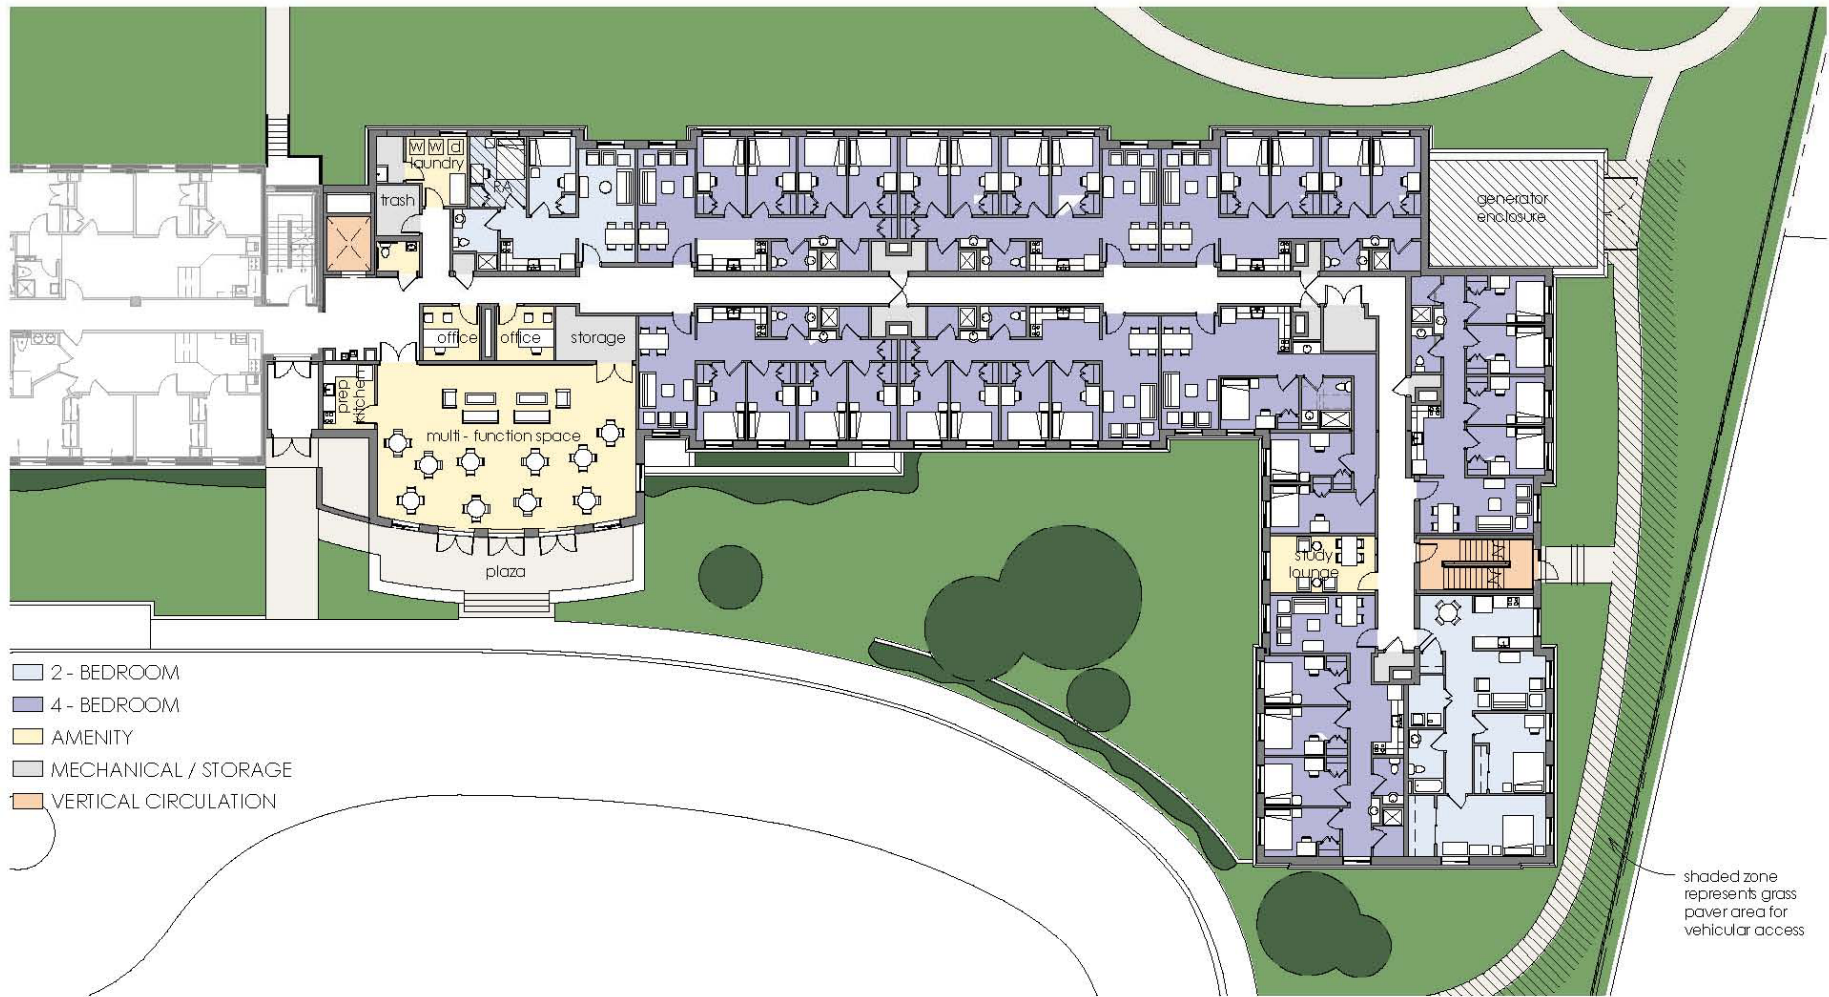 W W d
laundry
RA
trash
generator
enclosure
office
office
storage
prep
kitchen
multi - function space
study
lounge
plaza
2 - BEDROOM
4 - BEDROOM
AMENITY
MECHANICAL / STORAGE
VERTICAL CIRCULATION
shaded zone
represents grass
paver area for
vehicular access